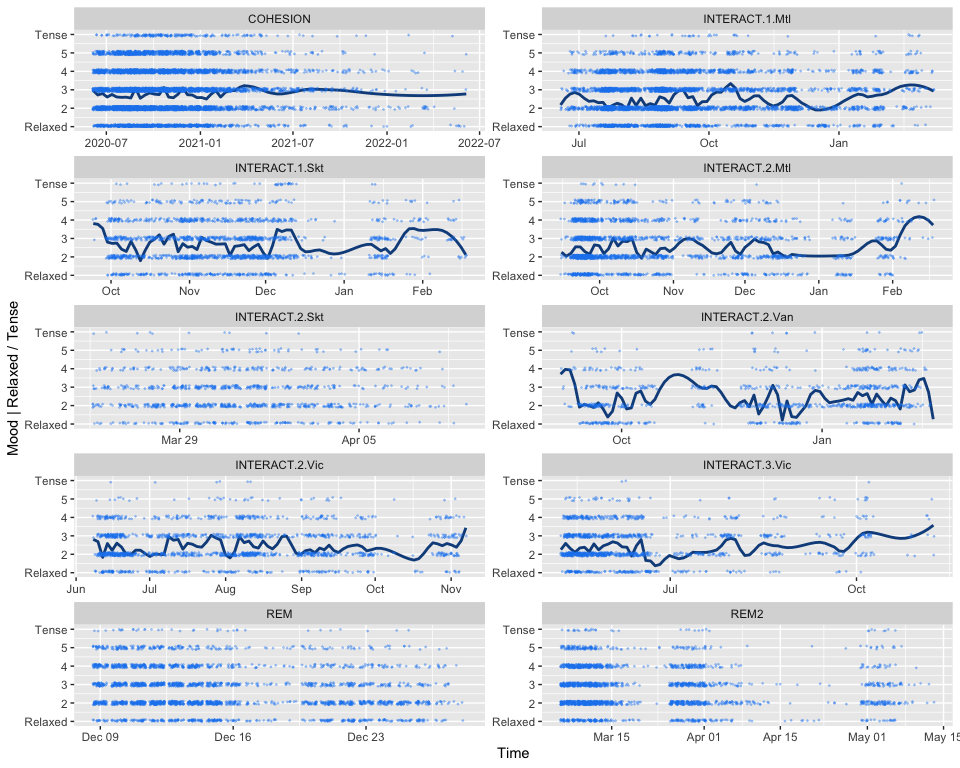 COHESION
INTERACT.1.Mtl
Tense
5
4
3
2
Relaxed
2020-07
2021-01
2021-07
2022-01
2022-07
Tense
5
4
3
2
Relaxed
Jul
Oct
Jan
INTERACT.1.Skt
INTERACT.2.Mtl
Tense
5
4
3
2
Relaxed
Oct
Nov
Dec
Jan
Feb
Tense
5
4
3
2
Relaxed
Oct
Nov
Dec
Jan
Feb
INTERACT.2.Skt
INTERACT.2.Van
Tense
5
4
3
2
Relaxed
Mar 29
Apr 05
Tense
5
4
3
2
Relaxed
Oct
Jan
INTERACT.2.Vic
INTERACT.3.Vic
Tense
5
4
3
2
Relaxed
Jun
Jul
Aug
Sep
Oct
Nov
Tense
5
4
3
2
Relaxed
Jul
Oct
REM
REM2
Tense
5
4
3
2
Relaxed
Dec 09
Dec 16
Dec 23
Tense
5
4
3
2
Relaxed
Mar 15
Apr 01
Apr 15
May 01
May 15
Mood | Relaxed / Tense
Time